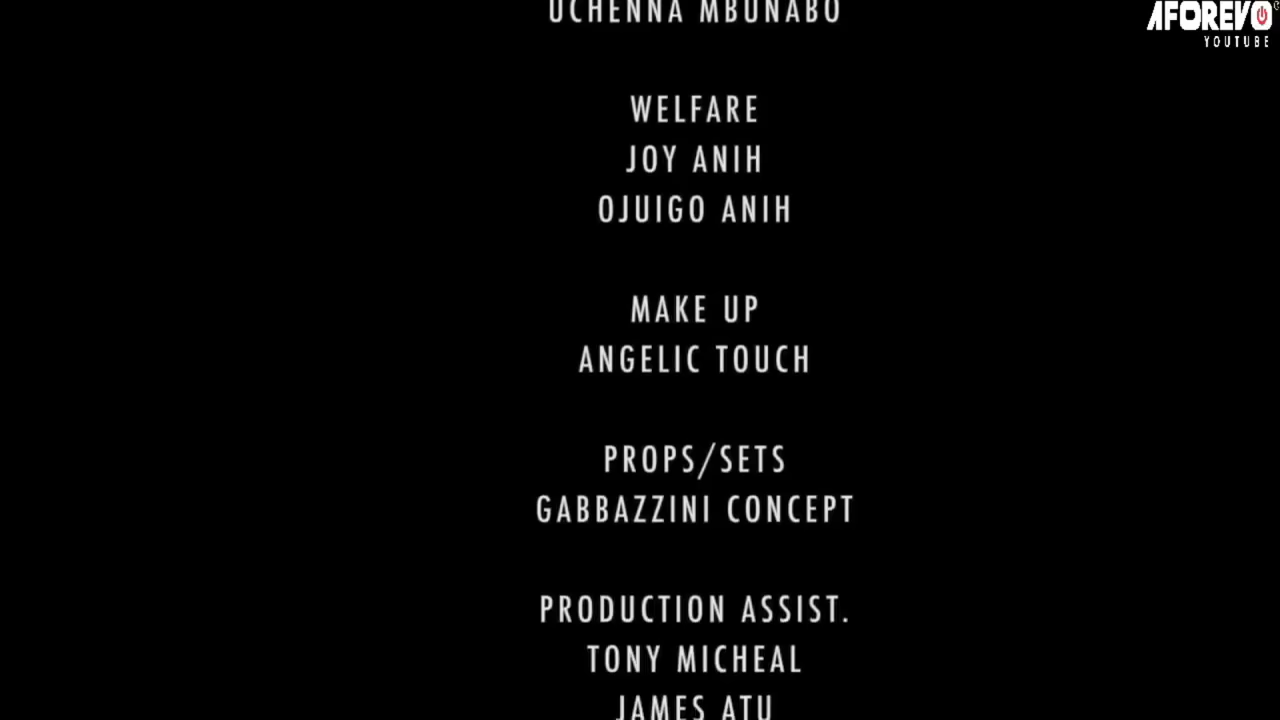 UCHENNA MBUNABO
AFOREVO
YOUTUBE
WELFARE
JOY ANIH
OJUIGO ANIH
MAKE UP
ANGELIC TOUCH
PROPS/SETS
GABBAZZINI CONCEPT
PRODUCTION ASSIST.
TONY MICHEAL
JAMES ATU